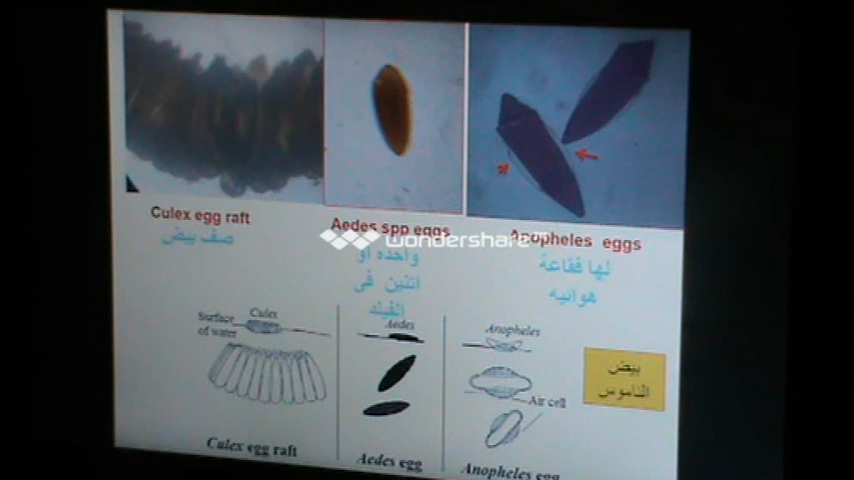 Culex egg raft
صف بيض
Aedes spp eggs
واحده او
اتنين فى
الفيلد
Anopheles eggs
لها فقاعة
هوائيه
wondershare
Surface
of water
Culex
Culex egg raft
Aedes
Aedes egg
Anopheles
Air cell
Anopheles egg
بيض
الناموس